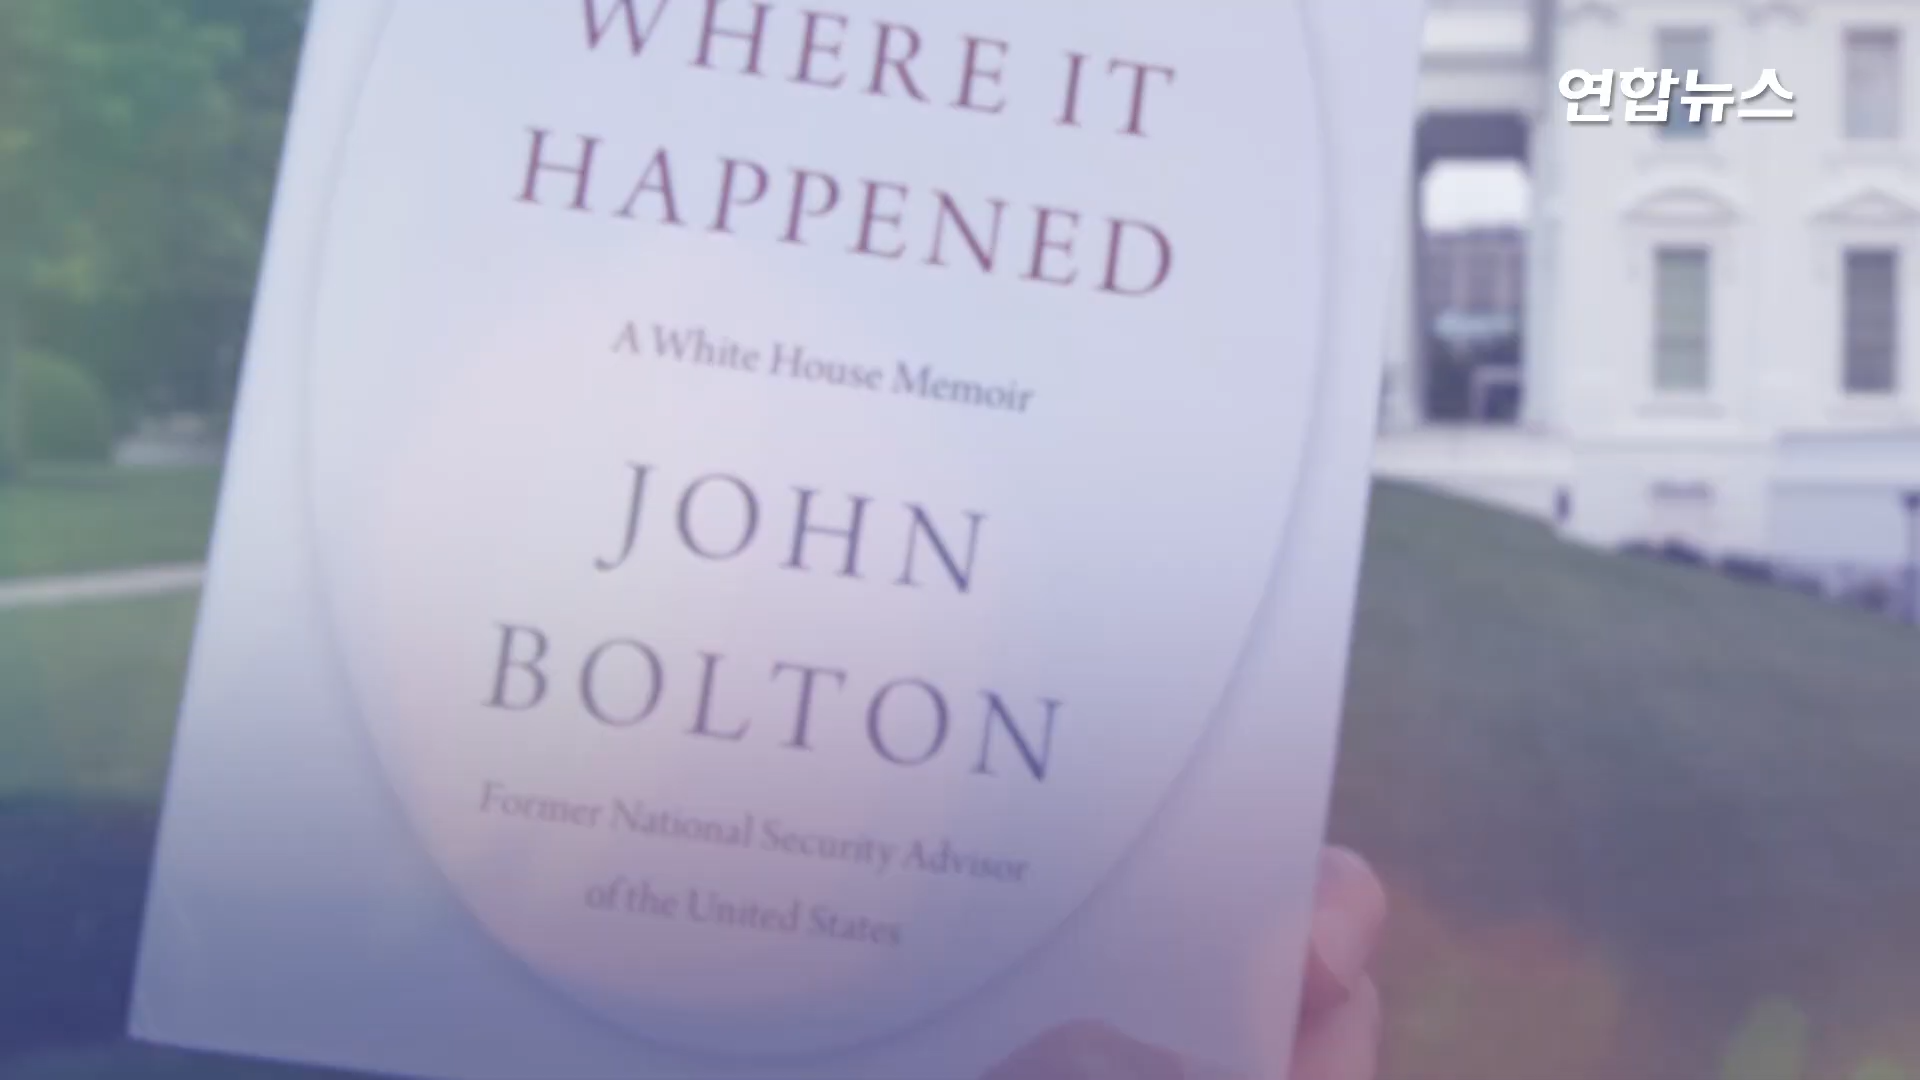 연합뉴스
WHERE IT
HAPPENED
A White House Memoir
JOHN
BOLTON
Former National Security Advisor
of the United States